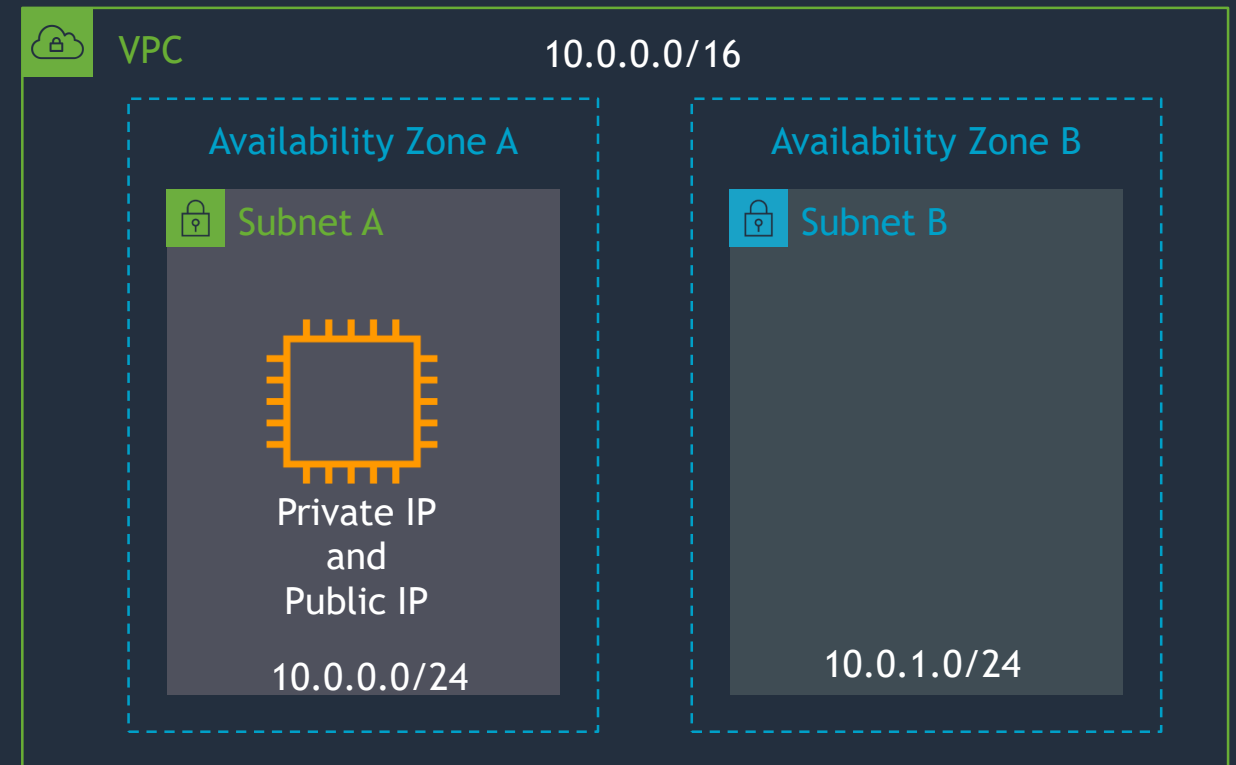 VPC
10.0.0.0/16
Availability Zone A
Subnet A
Private IP
and
Public IP
10.0.0.0/24
Availability Zone B
Subnet B
10.0.1.0/24